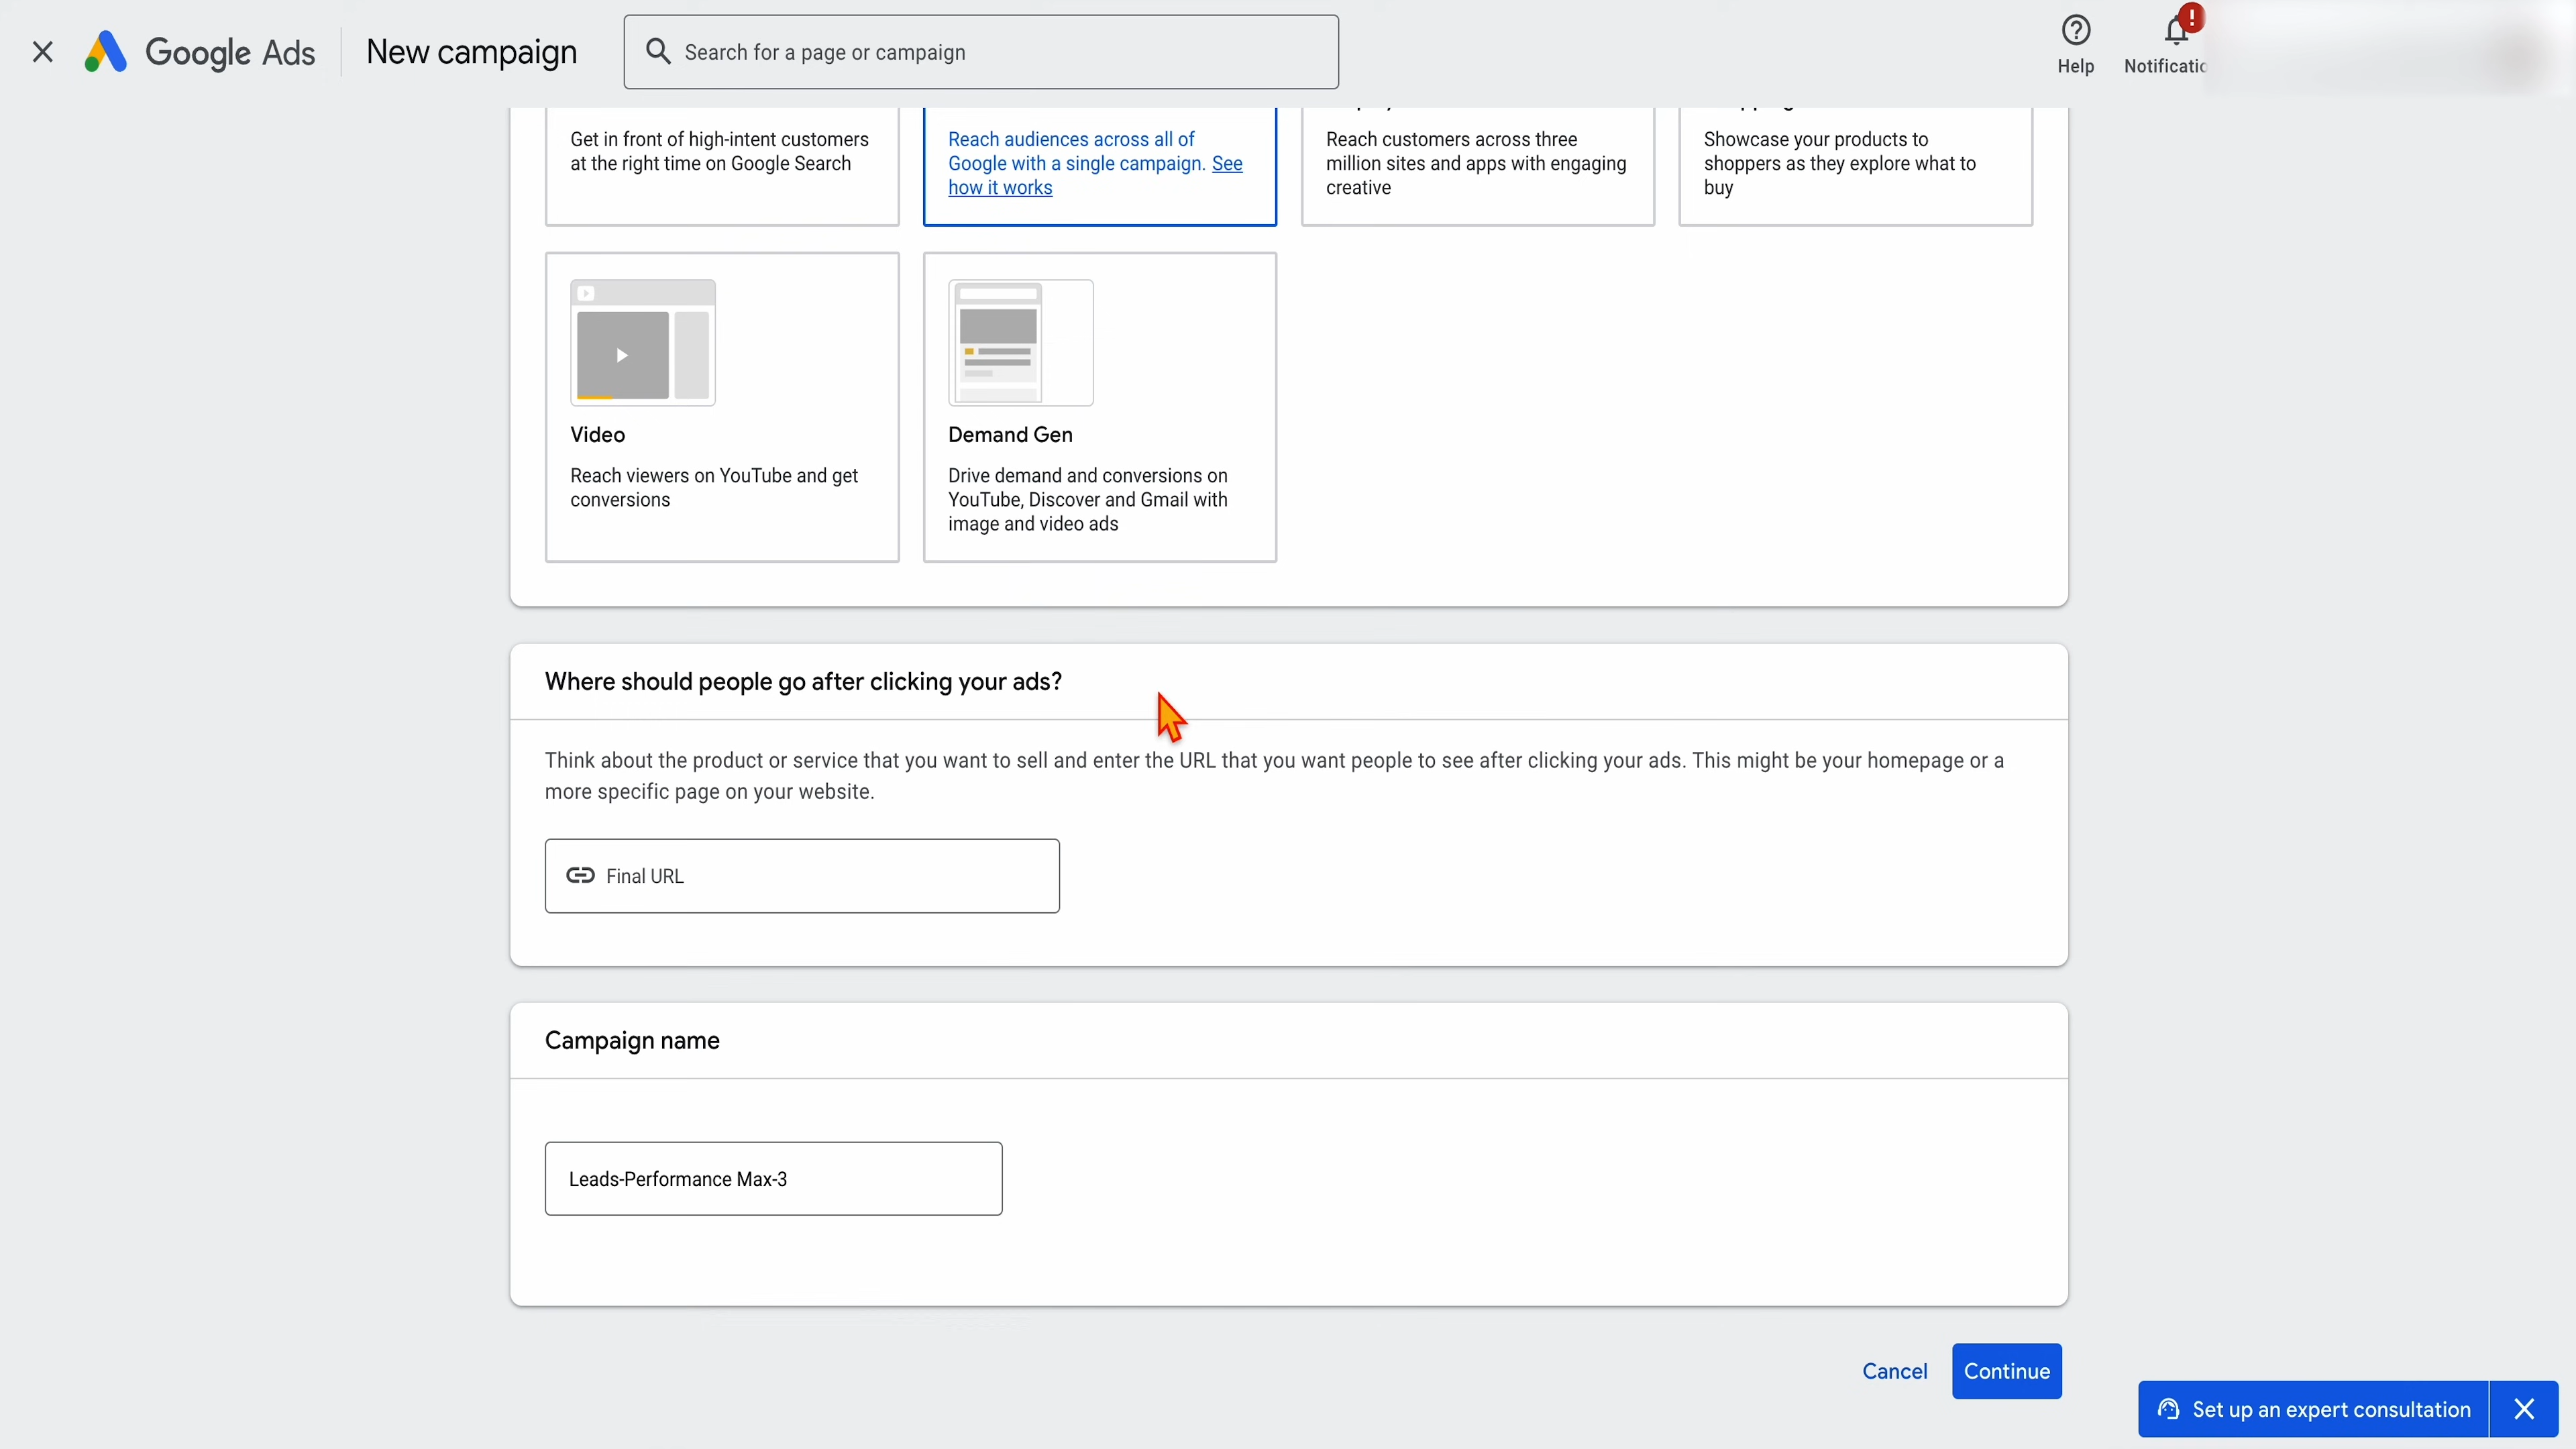 Google Ads
New campaign
Search for a page or campaign
Help
Get in front of high-intent customers
at the right time on Google Search
Reach audiences across all of
Google with a single campaign. See
how it works
Reach customers across three
million sites and apps with engaging
creative
Showcase your products to
shoppers as they explore what to
buy
Video
Reach viewers on YouTube and get
conversions
Demand Gen
Drive demand and conversions on
YouTube, Discover and Gmail with
image and video ads
Where should people go after clicking your ads?
Think about the product or service that you want to sell and enter the URL that you want people to see after clicking your ads. This might be your homepage or a
more specific page on your website.
Final URL
Campaign name
Leads-Performance Max-3
Cancel
Continue
Set up an expert consultation